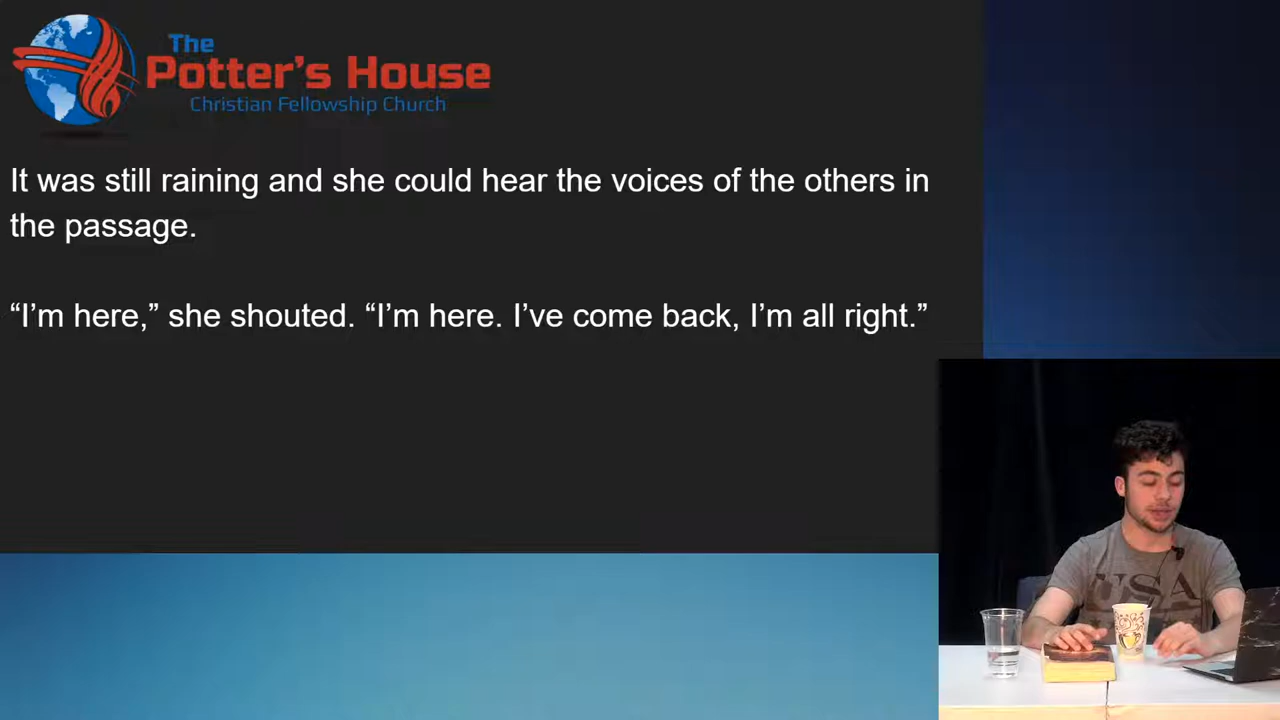 The
Potter's House
Christian Fellowship Church
It was still raining and she could hear the voices of the others in
the passage.
“I’m here,” she shouted. “I’m here. I’ve come back, I’m all right.”
USA